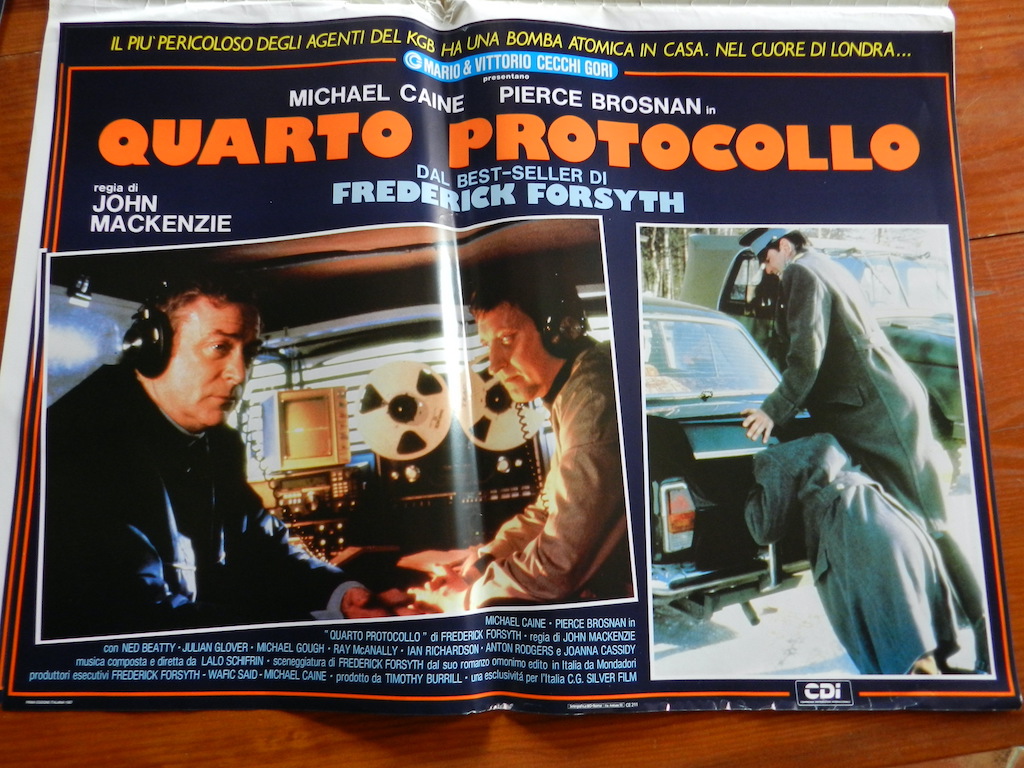 IL PIU' PERICOLOSO DEGLI AGENTI DEL KGB HA UNA BOMBA ATOMICA IN CASA. NEL CUORE DI LONDRA...
MARIO & VITTORIO CECCHI GORI
presentano
MICHAEL CAINE PIERCE BROSNAN in
QUARTO PROTOCOLLO
DAL BEST-SELLER DI
FREDERICK FORSYTH
regia di
JOHN
MACKENZIE
MICHAEL CAINE · PIERCE BROSNAN in
"QUARTO PROTOCOLLO" di FREDERICK FORSYTH · regia di JOHN MACKENZIE
con NED BEATTY · JULIAN GLOVER · MICHAEL GOUGH · RAY McANALLY · IAN RICHARDSON · ANTON RODGERS e JOANNA CASSIDY
musica composta e diretta da LALO SCHIFRIN · sceneggiatura di FREDERICK FORSYTH dal suo romanzo omonimo edito in Italia da Mondadori
produttori esecutivi FREDERICK FORSYTH - WAFIC SAID - MICHAEL CAINE · prodotto da TIMOTHY BURRILL · una esclusività per l'Italia C.G. SILVER FILM
CDI